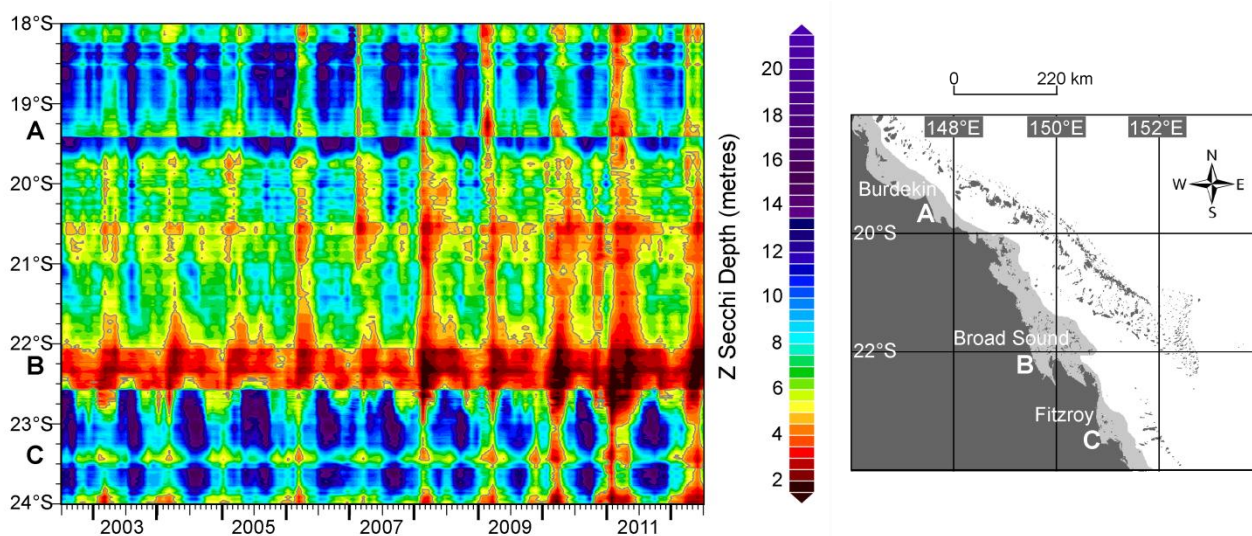 18°S
19°S
A
20°S
21°S
22°S
B
23°S
C
24°S
2003 2005 2007 2009 2011
Z Secchi Depth (metres)
20
18
16
14
12
10
8
6
4
2
0 220 km
148°E 150°E 152°E
N
W E
S
Burdekin
A
20°S
Broad Sound
22°S
B
Fitzroy
C